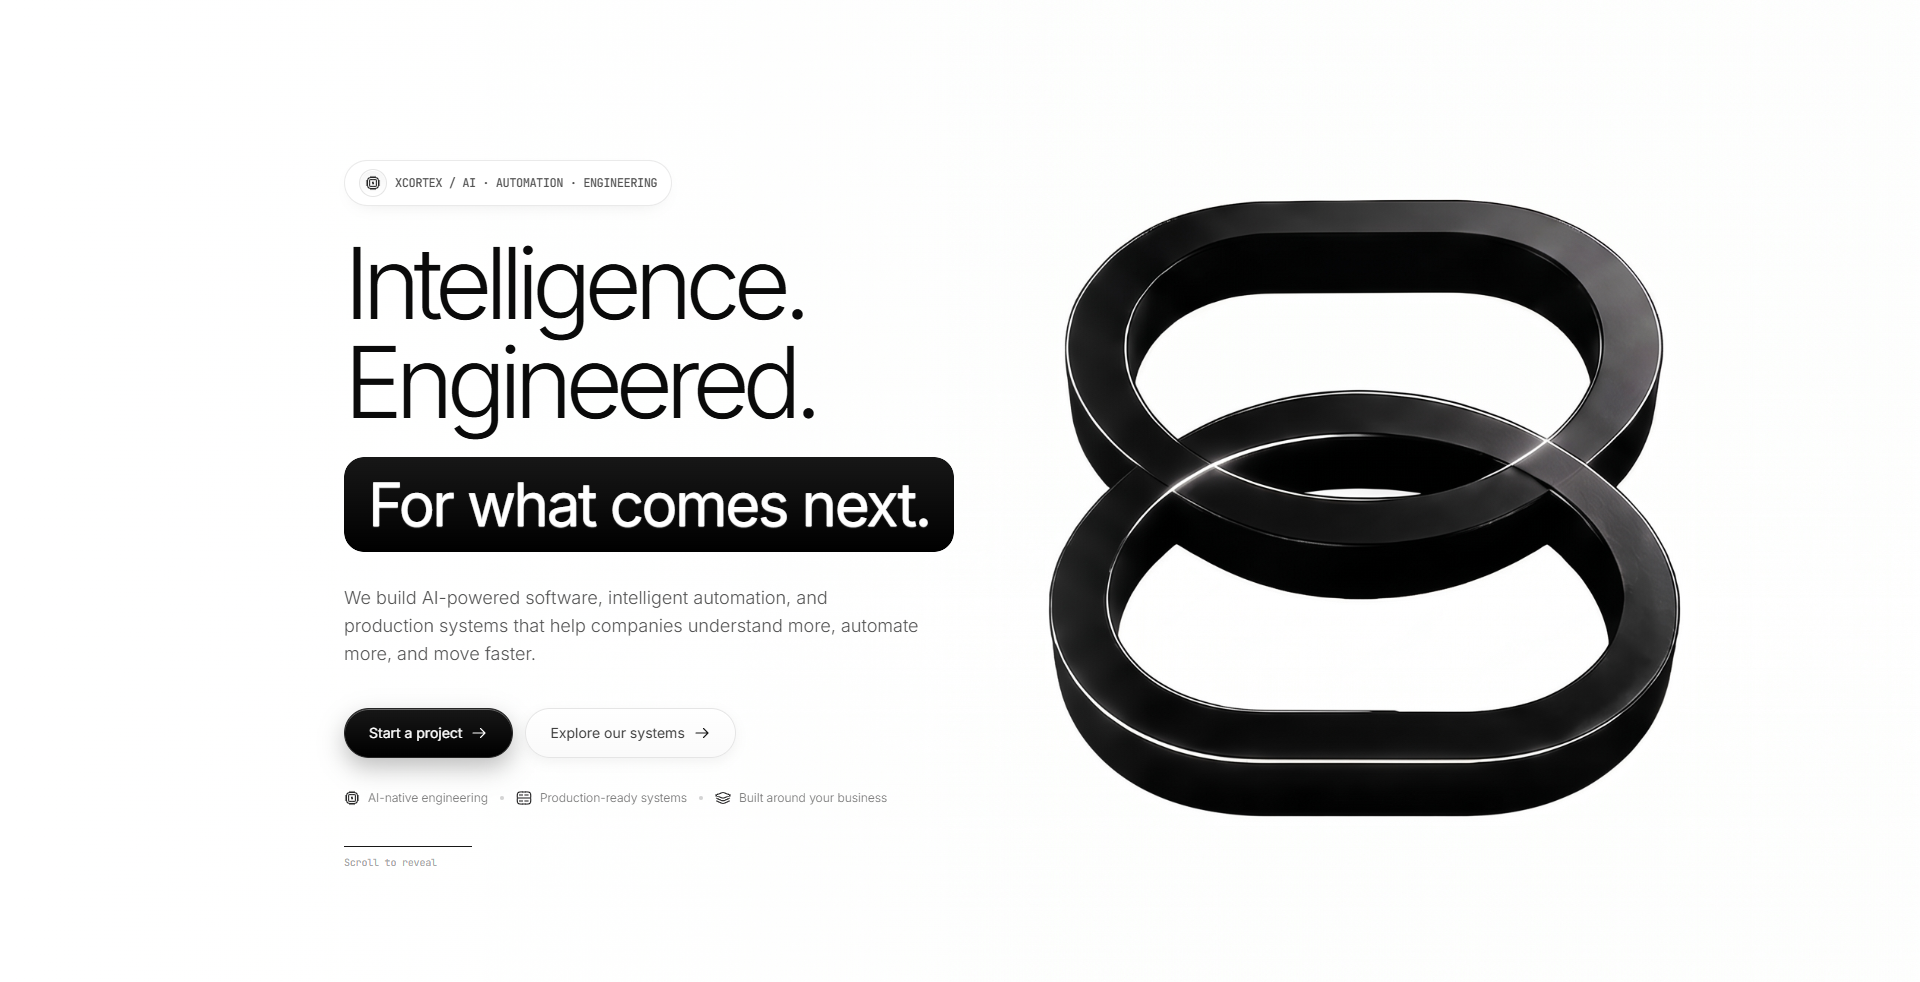 XCORTEX / AI · AUTOMATION · ENGINEERING
Intelligence.
Engineered.
For what comes next.
We build AI-powered software, intelligent automation, and
production systems that help companies understand more, automate
more, and move faster.
Start a project →
Explore our systems →
AI-native engineering • Production-ready systems • Built around your business
Scroll to reveal